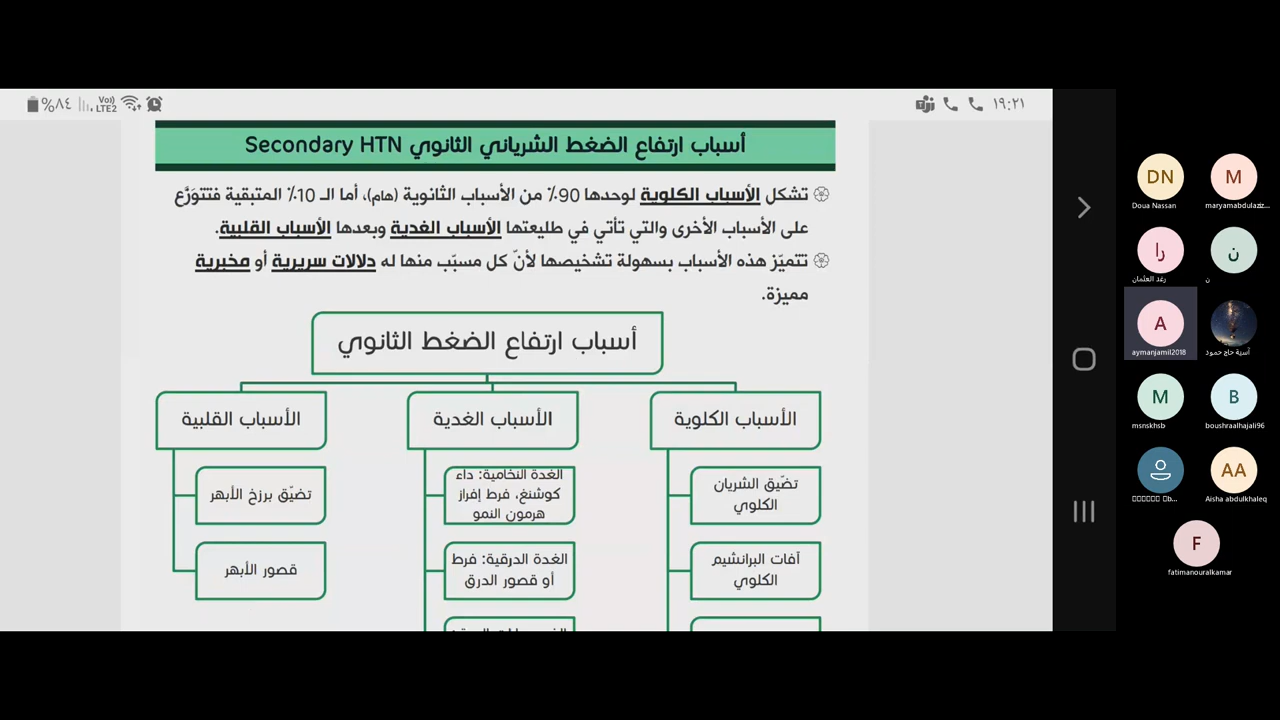 %٨٤
Vo))
LTE2
١٩:٢١
أسباب ارتفاع الضغط الشرياني الثانوي Secondary HTN
تشكل الأسباب الكلوية لوحدها 90٪ من الأسباب الثانوية (هام)، أما الـ 10٪ المتبقية فتتوَزَّع
على الأسباب الأخرى والتي تأتي في طليعتها الأسباب الغدية وبعدها الأسباب القلبية.
تتميّز هذه الأسباب بسهولة تشخيصها لأنّ كل مسبّب منها له دلالات سريرية أو مخبرية
مميزة.
أسباب ارتفاع الضغط الثانوي
الأسباب الكلوية
تضيّق الشريان
الكلوي
آفات البرانشيم
الكلوي
الأسباب الغدية
الغدة النخامية: داء
كوشنغ، فرط إفراز
هرمون النمو
الغدة الدرقية: فرط
أو قصور الدرق
الأسباب القلبية
تضيّق برزخ الأبهر
قصور الأبهر
DN
Doua Nassan
M
maryamabdulaziz...
را
رغد العثمان
ن
ن
A
aymanjamil2018
آسية حاج حمود
M
msnskhsb
B
boushraalhajali96
AA
Aisha abdulkhaleq
F
fatimanouralkamar